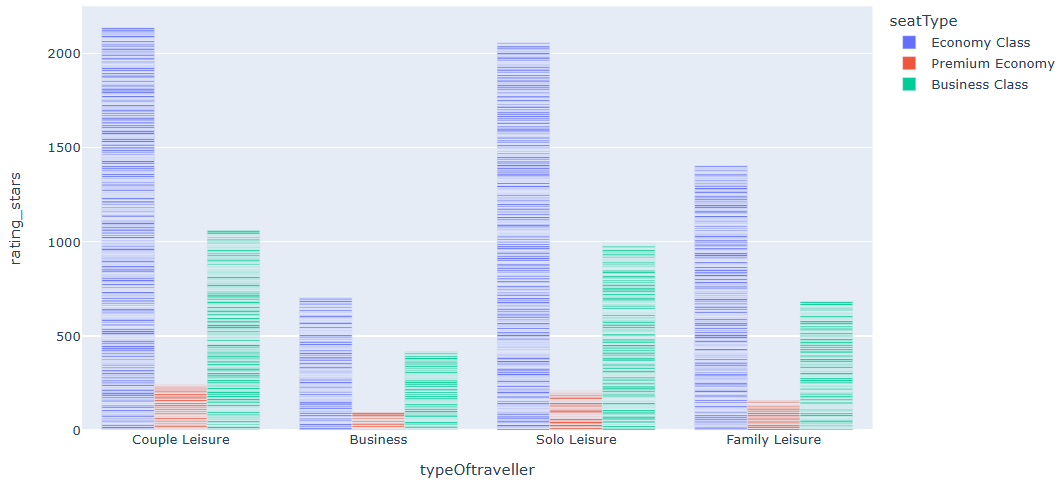 seatType
Economy Class
Premium Economy
Business Class
rating_stars
2000
1500
1000
500
0
Couple Leisure
Business
Solo Leisure
Family Leisure
typeOftraveller